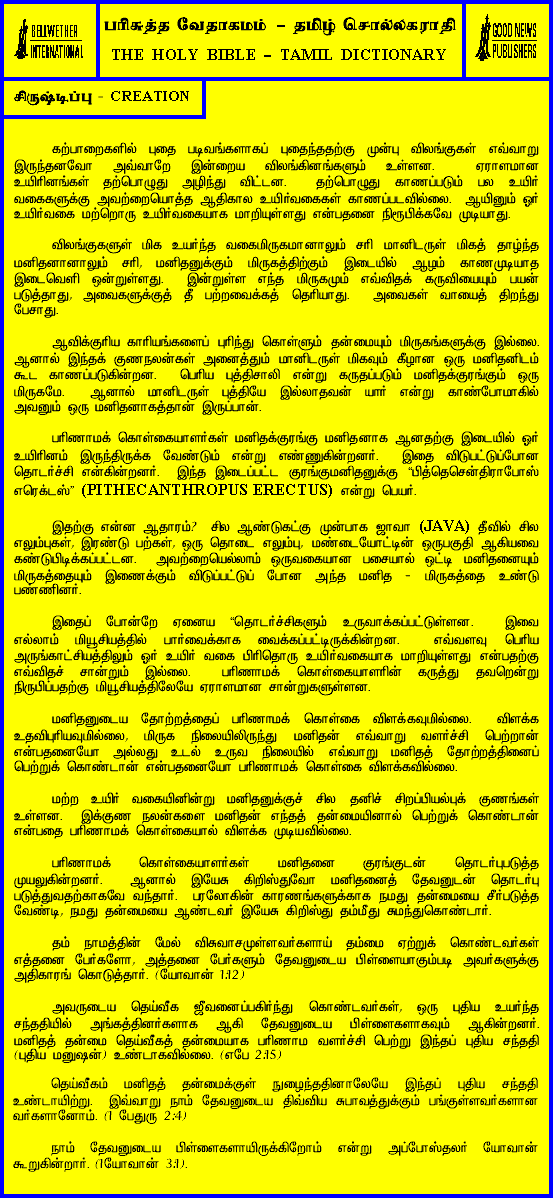 BELLWETHER
INTERNATIONAL
பரிசுத்த வேதாகமம் – தமிழ் சொல்லகராதி
THE HOLY BIBLE – TAMIL DICTIONARY
GOOD NEWS
PUBLISHERS
சிருஷ்டிப்பு - CREATION
கற்பாறைகளில் புதை படிவங்களாகப் புதைந்ததற்கு முன்பு விலங்குகள் எவ்வாறு
இருந்தனவோ அவ்வாறே இன்றைய விலங்கினங்களும் உள்ளன. ஏராளமான
உயிரினங்கள் தற்பொழுது அழிந்து விட்டன. தற்பொழுது காணப்படும் பல உயிர்
வகைகளுக்கு அவற்றையொத்த ஆதிகால உயிர்வகைகள் காணப்படவில்லை. ஆயினும் ஓர்
உயிர்வகை மற்றொரு உயிர்வகையாக மாறியுள்ளது என்பதனை நிரூபிக்கவே முடியாது.
விலங்குகளுள் மிக உயர்ந்த வகைமிருகமானாலும் சரி மானிடருள் மிகத் தாழ்ந்த
மனிதனானாலும் சரி, மனிதனுக்கும் மிருகத்திற்கும் இடையில் ஆழம் காணமுடியாத
இடைவெளி ஒன்றுள்ளது. இன்றுள்ள எந்த மிருகமும் எவ்விதக் கருவியையும் பயன்
படுத்தாது, அவைகளுக்குத் தீ பற்றவைக்கத் தெரியாது. அவைகள் வாயைத் திறந்து
பேசாது.
ஆவிக்குரிய காரியங்களைப் புரிந்து கொள்ளும் தன்மையும் மிருகங்களுக்கு இல்லை.
ஆனால் இந்தக் குணநலன்கள் அனைத்தும் மானிடருள் மிகவும் கீழான ஒரு மனிதனிடம்
கூட காணப்படுகின்றன. பெரிய புத்திசாலி என்று கருதப்படும் மனிதக்குரங்கும் ஒரு
மிருகமே. ஆனால் மானிடருள் புத்தியே இல்லாதவன் யார் என்று காண்போமாகில்
அவனும் ஒரு மனிதனாகத்தான் இருப்பான்.
பரிணாமக் கொள்கையாளர்கள் மனிதக்குரங்கு மனிதனாக ஆனதற்கு இடையில் ஓர்
உயிரினம் இருந்திருக்க வேண்டும் என்று எண்ணுகின்றனர். இதை விடுபட்டுப்போன
தொடர்ச்சி என்கின்றனர். இந்த இடைப்பட்ட குரங்குமனிதனுக்கு “பித்தெசென்திராபோஸ்
எரெக்டஸ்” (PITHECANTHROPUS ERECTUS) என்று பெயர்.
இதற்கு என்ன ஆதாரம்? சில ஆண்டுகட்கு முன்பாக ஜாவா (JAVA) தீவில் சில
எலும்புகள், இரண்டு பற்கள், ஒரு தொடை எலும்பு, மண்டையோட்டின் ஒருபகுதி ஆகியவை
கண்டுபிடிக்கப்பட்டன. அவற்றையெல்லாம் ஒருவகையான பசையால் ஒட்டி மனிதனையும்
மிருகத்தையும் இணைக்கும் விடுப்பட்டுப் போன அந்த மனித - மிருகத்தை உண்டு
பண்ணினர்.
இதைப் போன்றே ஏனைய “தொடர்ச்சிகளும் உருவாக்கப்பட்டுள்ளன. இவை
எல்லாம் மியூசியத்தில் பார்வைக்காக வைக்கப்பட்டிருக்கின்றன. எவ்வளவு பெரிய
அருங்காட்சியத்திலும் ஓர் உயிர் வகை பிரிதொரு உயிர்வகையாக மாறியுள்ளது என்பதற்கு
எவ்விதச் சான்றும் இல்லை. பரிணாமக் கொள்கையாளரின் கருத்து தவறென்று
நிருபிப்பதற்கு மியூசியத்திலேயே ஏராளமான சான்றுகளுள்ளன.
மனிதனுடைய தோற்றத்தைப் பரிணாமக் கொள்கை விளக்கவுமில்லை. விளக்க
உதவிபுரியவுமில்லை, மிருக நிலையிலிருந்து மனிதன் எவ்வாறு வளர்ச்சி பெற்றான்
என்பதனையோ அல்லது உடல் உருவ நிலையில் எவ்வாறு மனிதத் தோற்றத்தினைப்
பெற்றுக் கொண்டான் என்பதனையோ பரிணாமக் கொள்கை விளக்கவில்லை.
மற்ற உயிர் வகையினின்று மனிதனுக்குச் சில தனிச் சிறப்பியல்புக் குணங்கள்
உள்ளன. இக்குண நலன்களை மனிதன் எந்தத் தன்மையினால் பெற்றுக் கொண்டான்
என்பதை பரிணாமக் கொள்கையால் விளக்க முடியவில்லை.
பரிணாமக் கொள்கையாளர்கள் மனிதனை குரங்குடன் தொடர்புபடுத்த
முயலுகின்றனர். ஆனால் இயேசு கிறிஸ்துவோ மனிதனைத் தேவனுடன் தொடர்பு
படுத்துவதற்காகவே வந்தார். பரலோகின் காரணங்களுக்காக நமது தன்மையை சீர்படுத்த
வேண்டி, நமது தன்மையை ஆண்டவர் இயேசு கிறிஸ்து தம்மீது சுமந்துகொண்டார்.
தம் நாமத்தின் மேல் விசுவாசமுள்ளவர்களாய் தம்மை ஏற்றுக் கொண்டவர்கள்
எத்தனை பேர்களோ, அத்தனை பேர்களும் தேவனுடைய பிள்ளையாகும்படி அவர்களுக்கு
அதிகாரங் கொடுத்தார். (யோவான் 1:12)
அவருடைய தெய்வீக ஜீவனைப்பகிர்ந்து கொண்டவர்கள், ஒரு புதிய உயர்ந்த
சந்ததியில் அங்கத்தினர்களாக ஆகி தேவனுடைய பிள்ளைகளாகவும் ஆகின்றனர்.
மனிதத் தன்மை தெய்வீகத் தன்மையாக பரிணாம வளர்ச்சி பெற்று இந்தப் புதிய சந்ததி
(புதிய மனுஷன்) உண்டாகவில்லை. (எபே 2:15)
தெய்வீகம் மனிதத் தன்மைக்குள் நுழைந்ததினாலேயே இந்தப் புதிய சந்ததி
உண்டாயிற்று. இவ்வாறு நாம் தேவனுடைய திவ்விய சுபாவத்துக்கும் பங்குள்ளவர்களான
வர்களானோம். (1 பேதுரு 2:4)
நாம் தேவனுடைய பிள்ளைகளாயிருக்கிறோம் என்று அப்போஸ்தலர் யோவான்
கூறுகின்றார். (1யோவான் 3:1).